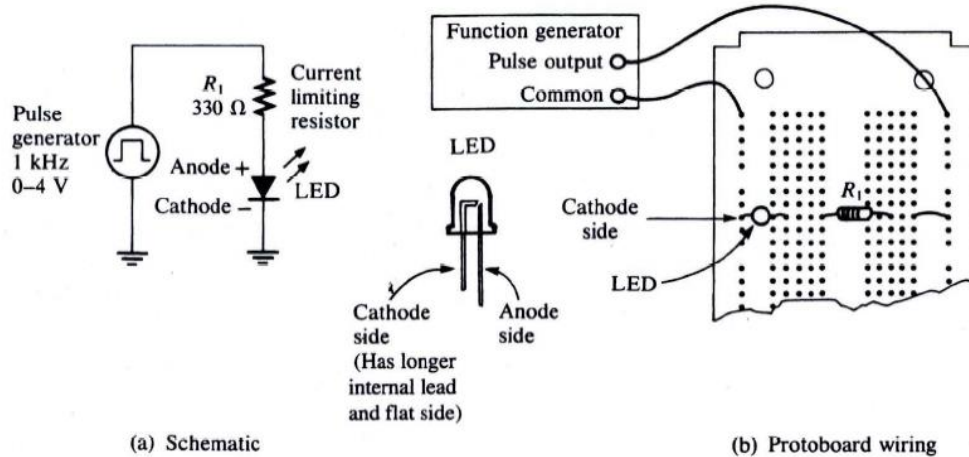 Pulse
generator
1 kHz
0–4 V
R1
330 Ω
Current
limiting
resistor
Anode +
Cathode –
LED
(a) Schematic
Function generator
Pulse output
Common
LED
Cathode
side
(Has longer
internal lead
and flat side)
Anode
side
Cathode
side
LED
R1
(b) Protoboard wiring